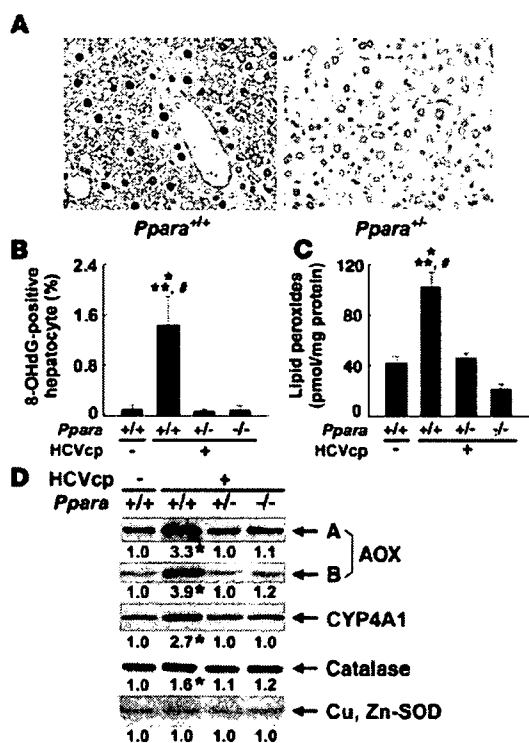 A
Ppara+/+ Ppara+/-
B
8-OHdG-positive
hepatocyte (%)
2.4
1.8
1.2
0.6
0
*
**, #
Ppara +/+ +/+ +/- -/-
HCVcp - +
C
Lipid peroxides
(pmol/mg protein)
120
80
40
0
*
**, #
Ppara +/+ +/+ +/- -/-
HCVcp - +
D
HCVcp - +
Ppara +/+ +/+ +/- -/-
A
1.0 3.3* 1.0 1.1
AOX
B
1.0 3.9* 1.0 1.2
CYP4A1
1.0 2.7* 1.0 1.0
Catalase
1.0 1.6* 1.1 1.2
Cu, Zn-SOD
1.0 1.0 1.0 1.0